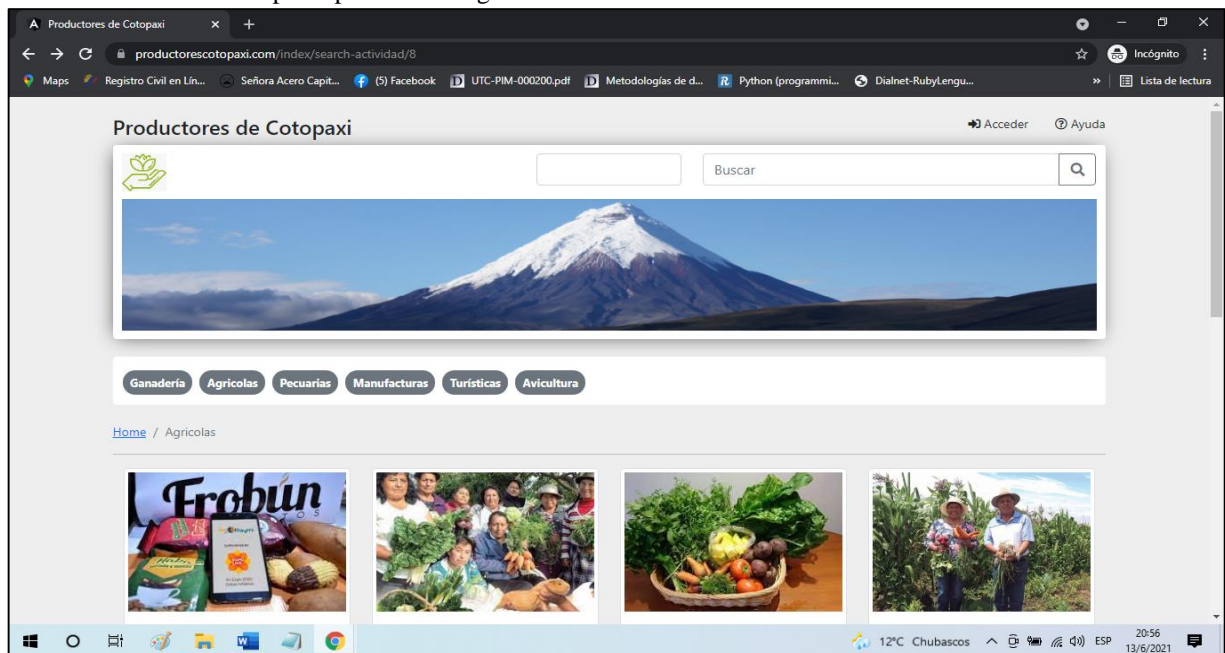 Productores de Cotopaxi
productorescotopaxi.com/index/search-actividad/8
Incógnito
Maps
Registro Civil en Lín...
Señora Acero Capit...
(5) Facebook
UTC-PIM-000200.pdf
Metodologías de d...
Python (programmi...
Dialnet-RubyLengu...
»
Lista de lectura
Productores de Cotopaxi
Acceder
Ayuda
Buscar
Ganadería
Agricolas
Pecuarias
Manufacturas
Turísticas
Avicultura
Home / Agricolas
Frobún
12°C Chubascos
ESP
20:56
13/6/2021